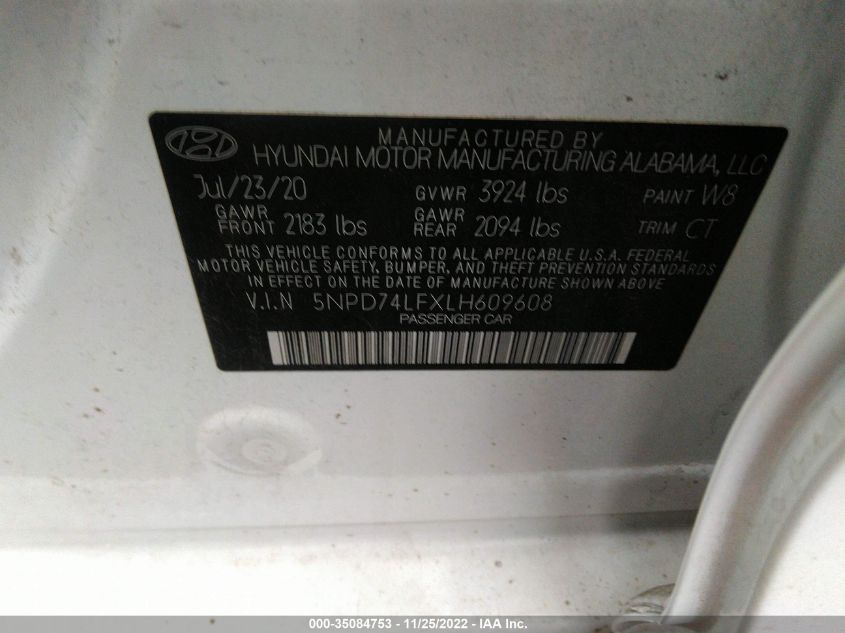 MANUFACTURED BY
HYUNDAI MOTOR MANUFACTURING ALABAMA, LLC
Jul/23/20 GVWR 3924 lbs PAINT W8
GAWR FRONT 2183 lbs GAWR REAR 2094 lbs TRIM CT
THIS VEHICLE CONFORMS TO ALL APPLICABLE U.S.A. FEDERAL
MOTOR VEHICLE SAFETY, BUMPER, AND THEFT PREVENTION STANDARDS
IN EFFECT ON THE DATE OF MANUFACTURE SHOWN ABOVE
V.I.N 5NPD74LFXLH609608
PASSENGER CAR
000-35084753 - 11/25/2022 - IAA Inc.